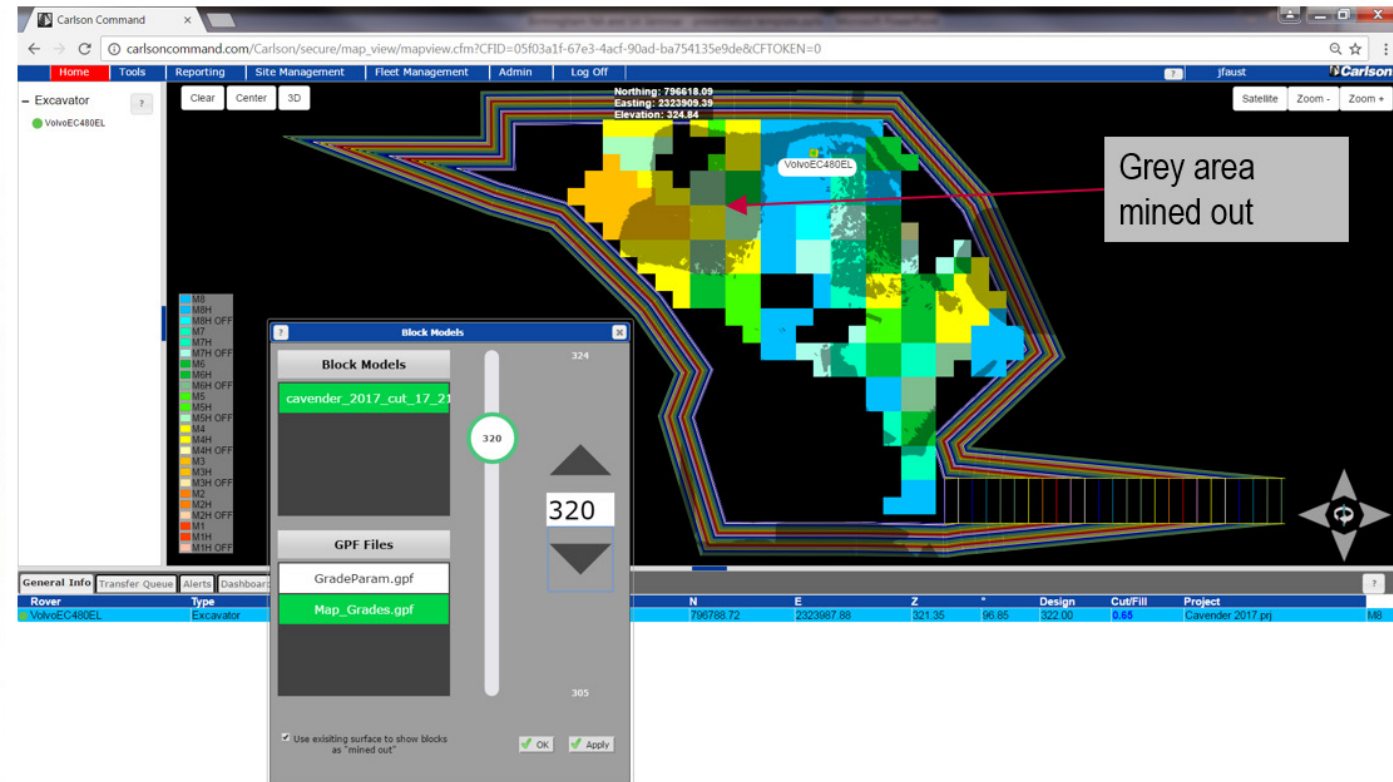 Carlson Command
carlsoncommand.com/Carlson/secure/map_view/mapview.cfm?CFID=05f03a1f-67e3-4acf-90ad-ba754135e9de&CFTOKEN=0
Home Tools Reporting Site Management Fleet Management Admin Log Off ? jfaust Carlson
− Excavator ?
VolvoEC480EL
Clear Center 3D
Northing: 796618.09
Easting: 2323909.39
Elevation: 324.84
Satellite Zoom - Zoom +
VolvoEC480EL
Grey area
mined out
M8
M8H
M8H OFF
M7
M7H
M7H OFF
M6
M6H
M6H OFF
M5
M5H
M5H OFF
M4
M4H
M4H OFF
M3
M3H
M3H OFF
M2
M2H
M2H OFF
M1
M1H
M1H OFF
? Block Models
Block Models
cavender_2017_cut_17_21
GPF Files
GradeParam.gpf
Map_Grades.gpf
320
324
320
305
Use exisiting surface to show blocks
as "mined out"
OK Apply
General Info Transfer Queue Alerts Dashboar ?
Rover Type N E Z ° Design Cut/Fill Project
VolvoEC480EL Excavator 796788.72 2323987.88 321.35 96.85 322.00 0.65 Cavender 2017.prj M8